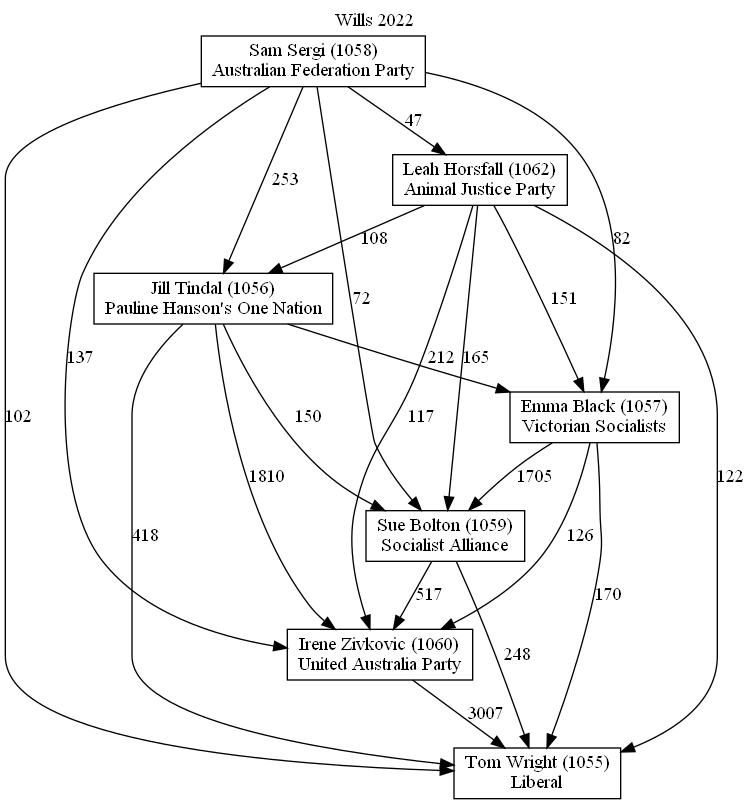 Wills 2022
Sam Sergi (1058)
Australian Federation Party
47
Leah Horsfall (1062)
Animal Justice Party
253
108
82
Jill Tindal (1056)
Pauline Hanson's One Nation
72
151
137
212
165
Emma Black (1057)
Victorian Socialists
102
150
117
1810
1705
122
Sue Bolton (1059)
Socialist Alliance
418
126
517
170
Irene Zivkovic (1060)
United Australia Party
248
3007
Tom Wright (1055)
Liberal